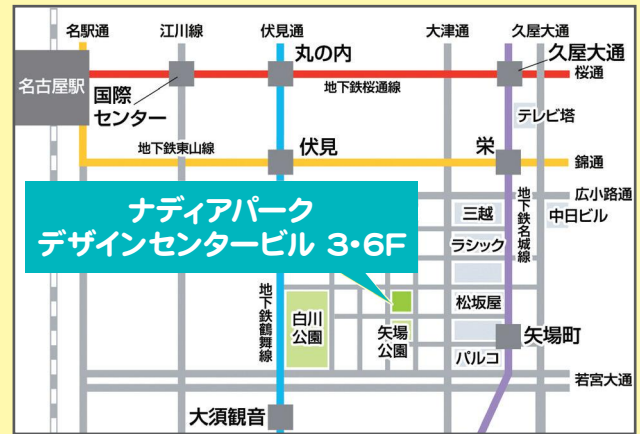 名駅通
江川線
伏見通
大津通
久屋大通
名古屋駅
国際
センター
丸の内
地下鉄桜通線
久屋大通
桜通
テレビ塔
地下鉄東山線
伏見
栄
錦通
ナディアパーク
デザインセンタービル 3・6F
広小路通
三越
中日ビル
ラシック
地下鉄名城線
地下鉄鶴舞線
白川
公園
矢場
公園
松坂屋
矢場町
パルコ
若宮大通
大須観音